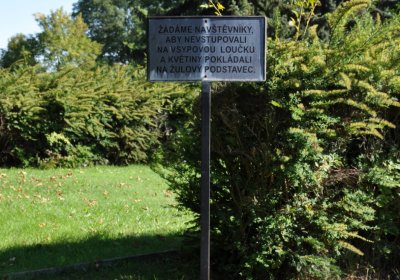 ŽÁDÁME NÁVŠTĚVNÍKY,
ABY NEVSTUPOVALI
NA VSYPOVOU LOUČKU
A KVĚTINY POKLÁDALI
NA ŽULOVÝ PODSTAVEC.